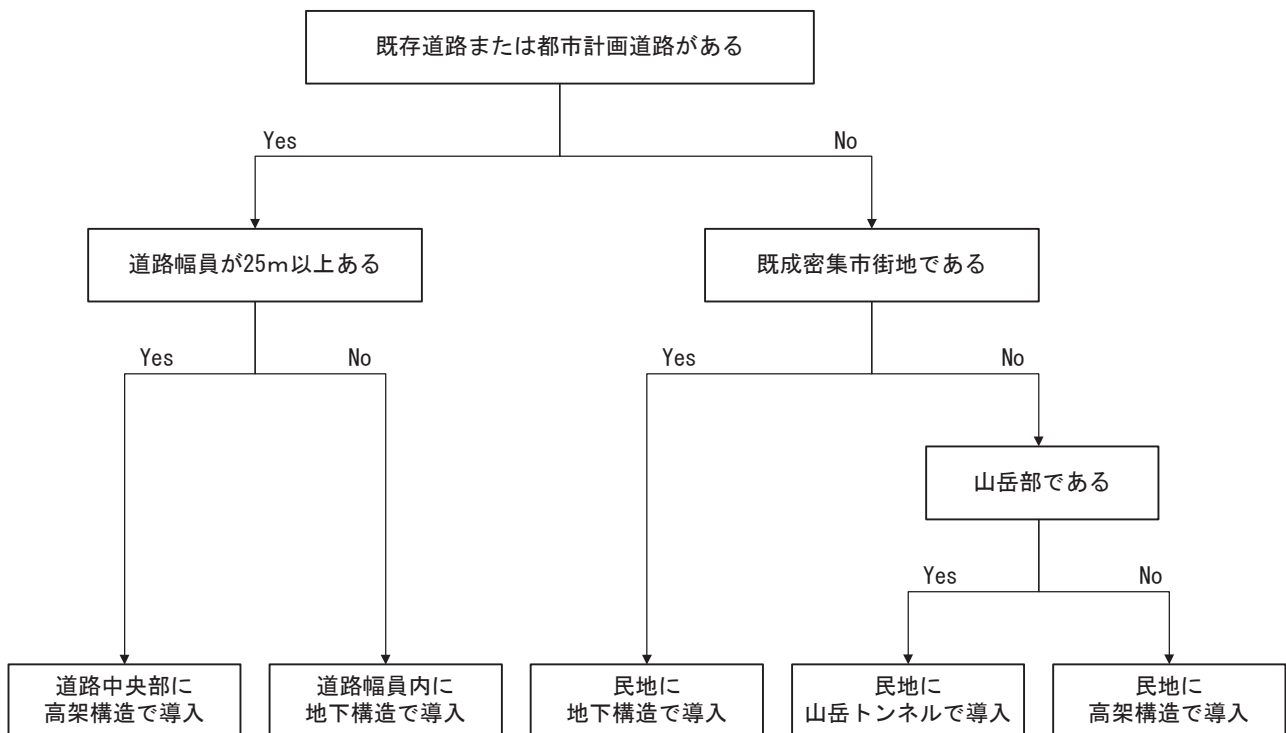 既存道路または都市計画道路がある
Yes
No
道路幅員が25ｍ以上ある
既成密集市街地である
Yes
No
Yes
No
山岳部である
Yes
No
道路中央部に
高架構造で導入
道路幅員内に
地下構造で導入
民地に
地下構造で導入
民地に
山岳トンネルで導入
民地に
高架構造で導入